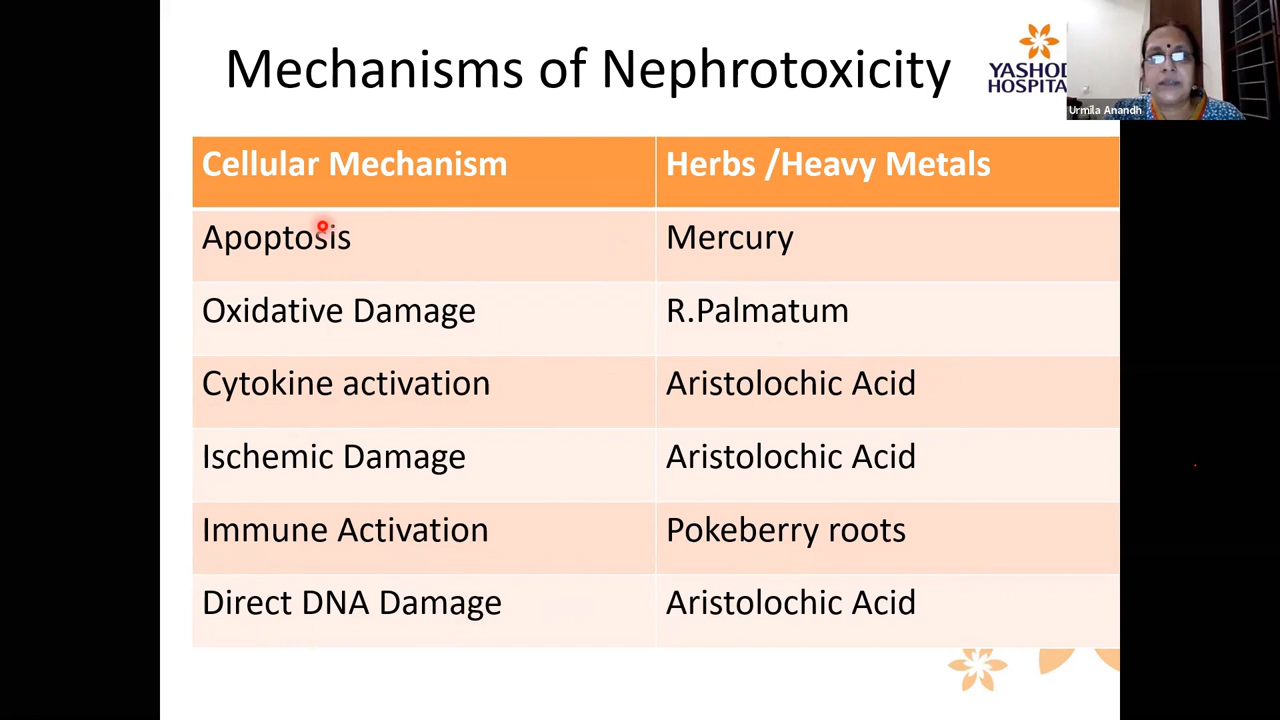 Mechanisms of Nephrotoxicity
YASHOD
HOSPITA
Urmila Anandh
Cellular Mechanism
Herbs /Heavy Metals
Apoptosis
Mercury
Oxidative Damage
R.Palmatum
Cytokine activation
Aristolochic Acid
Ischemic Damage
Aristolochic Acid
Immune Activation
Pokeberry roots
Direct DNA Damage
Aristolochic Acid